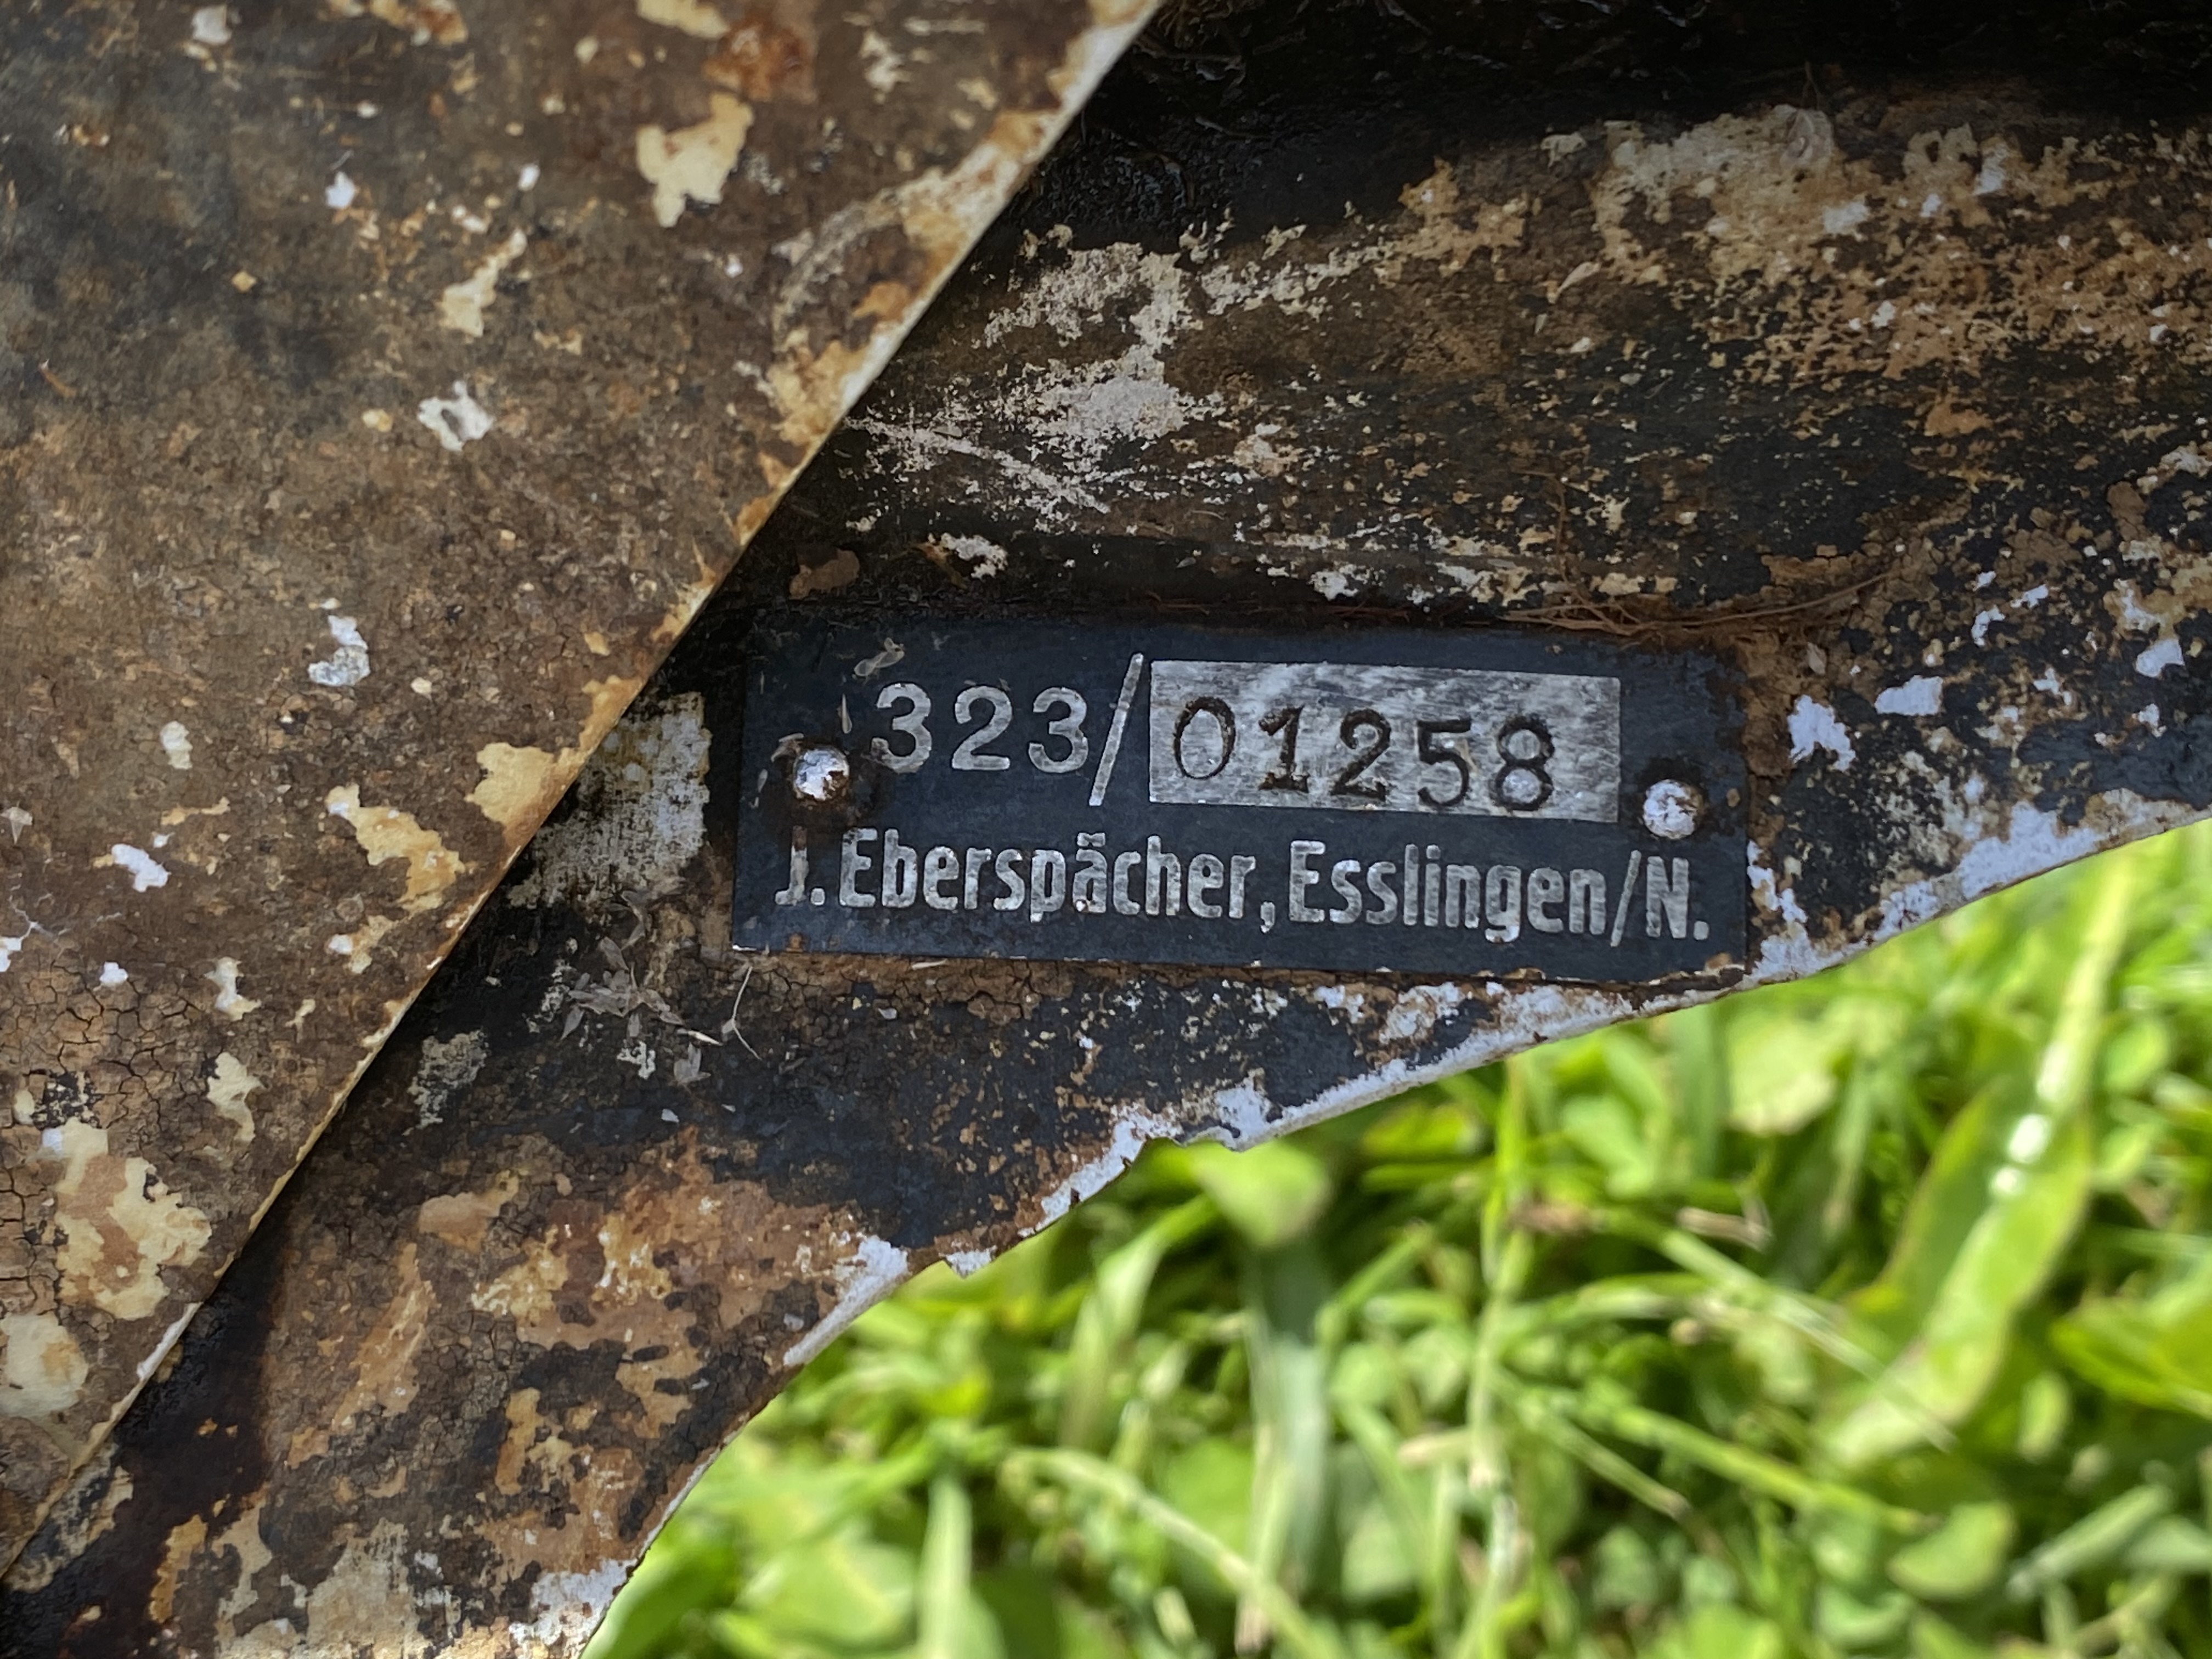 323/01258
J. Eberspächer, Esslingen/N.